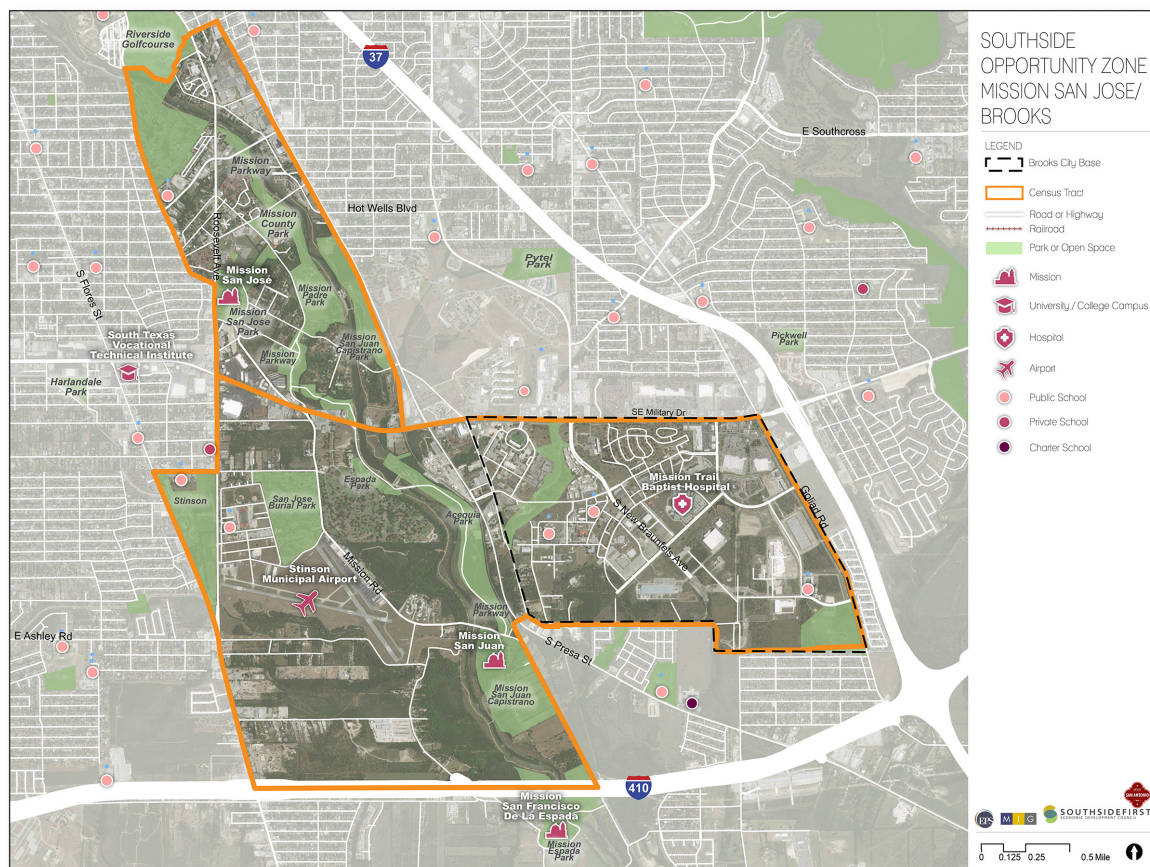 SOUTHSIDE
OPPORTUNITY ZONE
MISSION SAN JOSE/
BROOKS
LEGEND
Brooks City Base
Census Tract
Road or Highway
Railroad
Park or Open Space
Mission
University / College Campus
Hospital
Airport
Public School
Private School
Charter School
Riverside
Golfcourse
37
E Southcross
Mission
Parkway
Roosevelt Ave
Mission
County
Park
Hot Wells Blvd
Pytel
Park
S Flores St
Mission
San José
Mission
Padre
Park
Mission
San Jose
Park
South Texas
Vocational
Technical Institute
Mission
Parkway
Mission
San Juan
Capistrano
Park
Pickwell
Park
Harlandale
Park
SE Military Dr
Stinson
San Jose
Burial Park
Espada
Park
Acequia
Park
Mission Trail
Baptist Hospital
S New Braunfels Ave
Goliad Rd
Stinson
Municipal Airport
Mission Rd
Mission
Parkway
E Ashley Rd
Mission
San Juan
S Presa St
Mission
San Juan
Capistrano
410
Mission
San Francisco
De La Espada
Mission
Espada
Park
EPS
M I G
SOUTHSIDEFIRST
ECONOMIC DEVELOPMENT COUNCIL
SAN ANTONIO
0 0.125 0.25 0.5 Mile